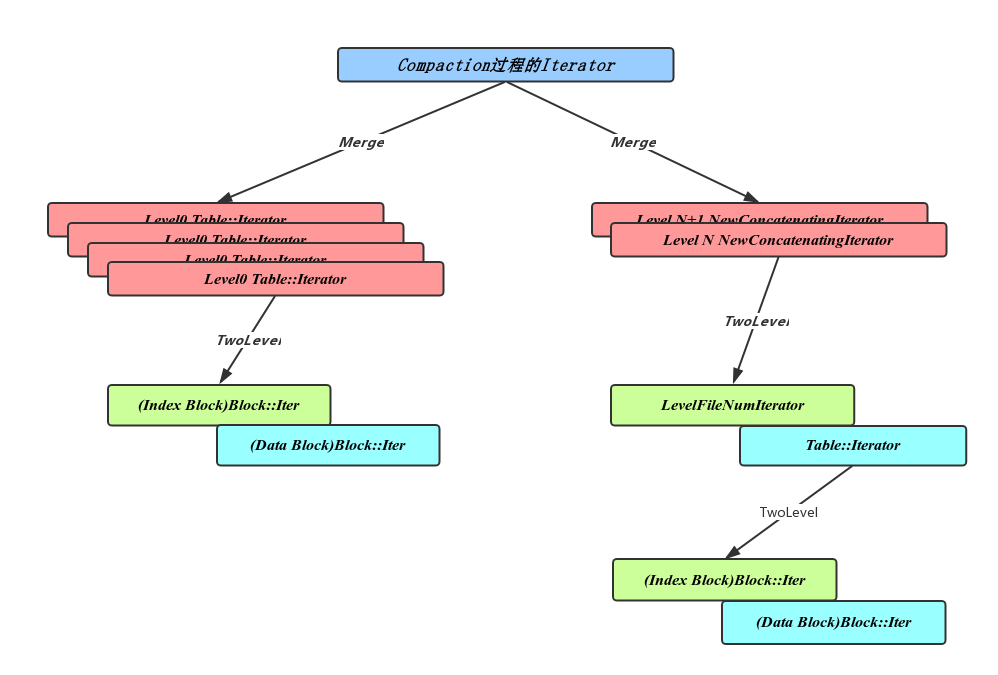 Compaction过程的Iterator
Merge
Merge
Level0 Table::Iterator
Level0 Table::Iterator
Level0 Table::Iterator
Level0 Table::Iterator
Level N+1 NewConcatenatingIterator
Level N NewConcatenatingIterator
TwoLevel
TwoLevel
(Index Block)Block::Iter
(Data Block)Block::Iter
LevelFileNumIterator
Table::Iterator
TwoLevel
(Index Block)Block::Iter
(Data Block)Block::Iter